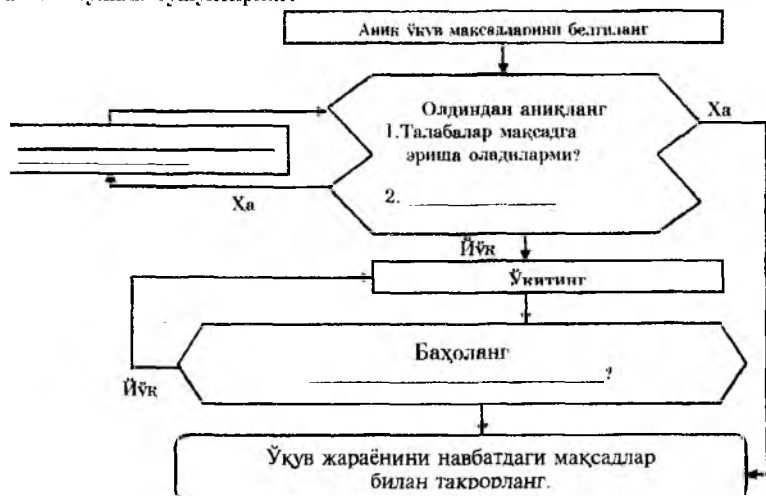 Аниқ ўқув мақсадларини белгиланг
Олдиндан аниқланг
Ха
1.Талабалар мақсадга
эриша оладиларми?
2.
Ҳа
Йўқ
Ўқитинг
Баҳоланг
?
Йўқ
Ўқув жараёнини навбатдаги мақсадлар
билан такрорланг.